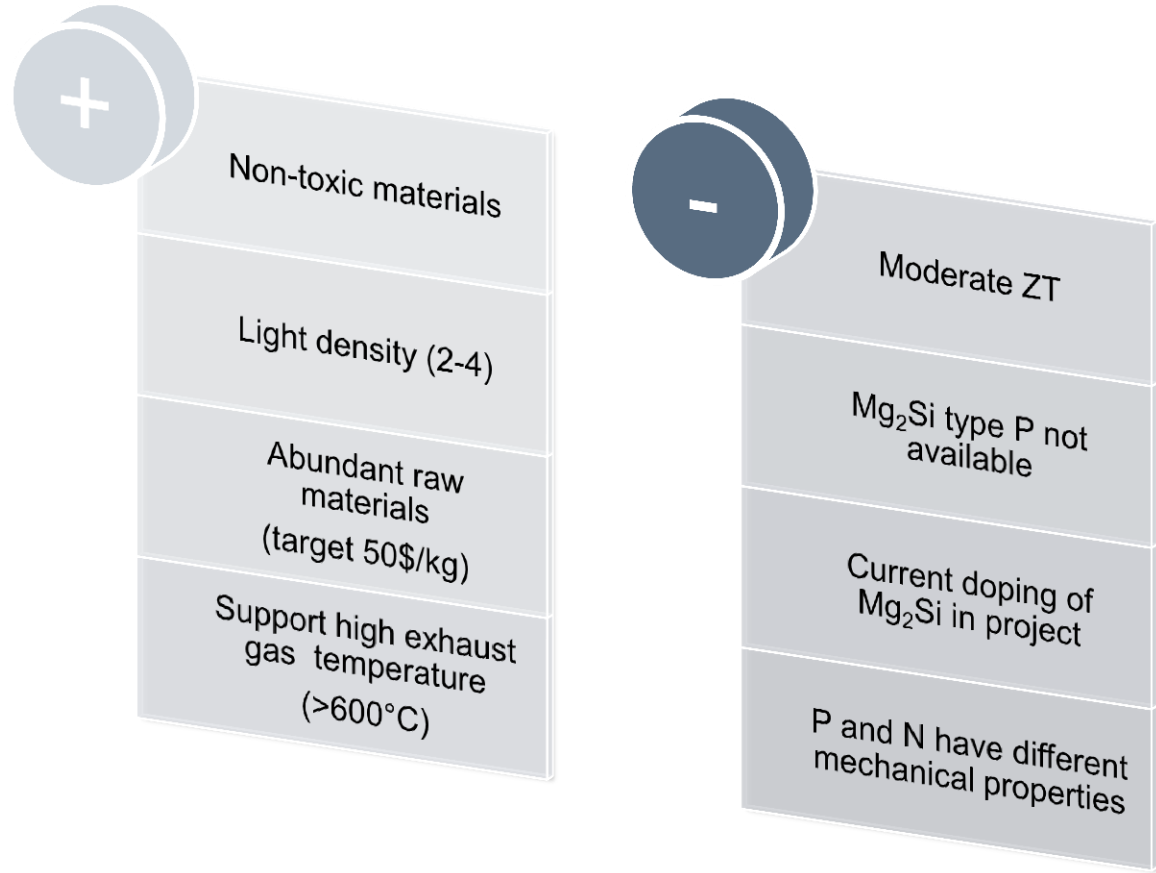 +
Non-toxic materials
Light density (2-4)
Abundant raw
materials
(target 50$/kg)
Support high exhaust
gas  temperature
(>600°C)
-
Moderate ZT
Mg₂Si type P not
available
Current doping of
Mg₂Si in project
P and N have different
mechanical properties